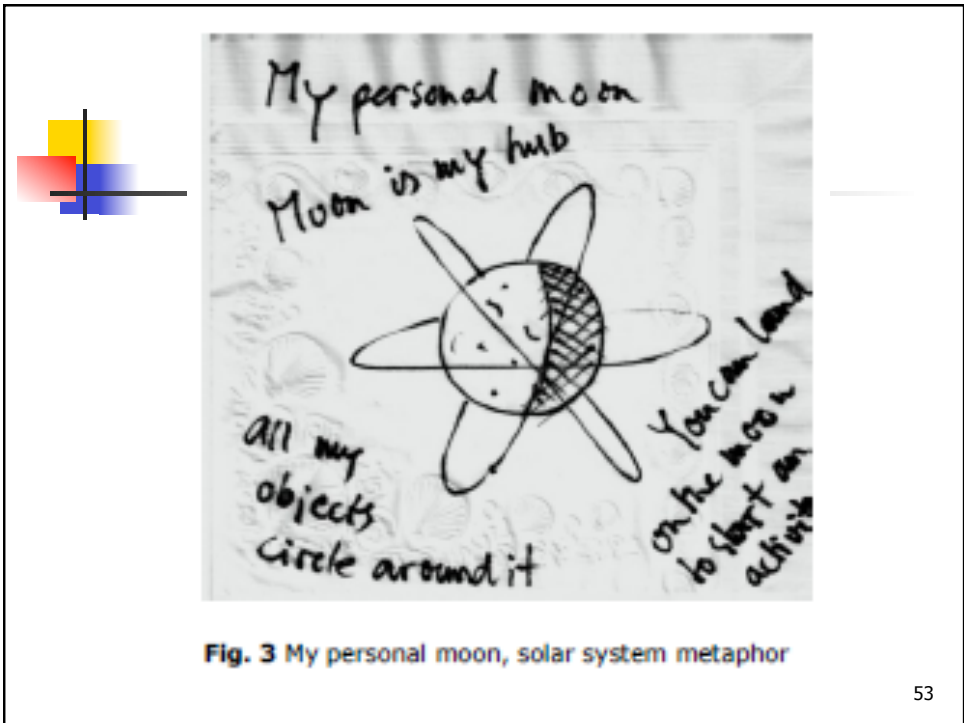 My personal moon
Moon is my hub
You can land
on the moon
to start an
activit
all my
objects
circle around it
Fig. 3 My personal moon, solar system metaphor
53